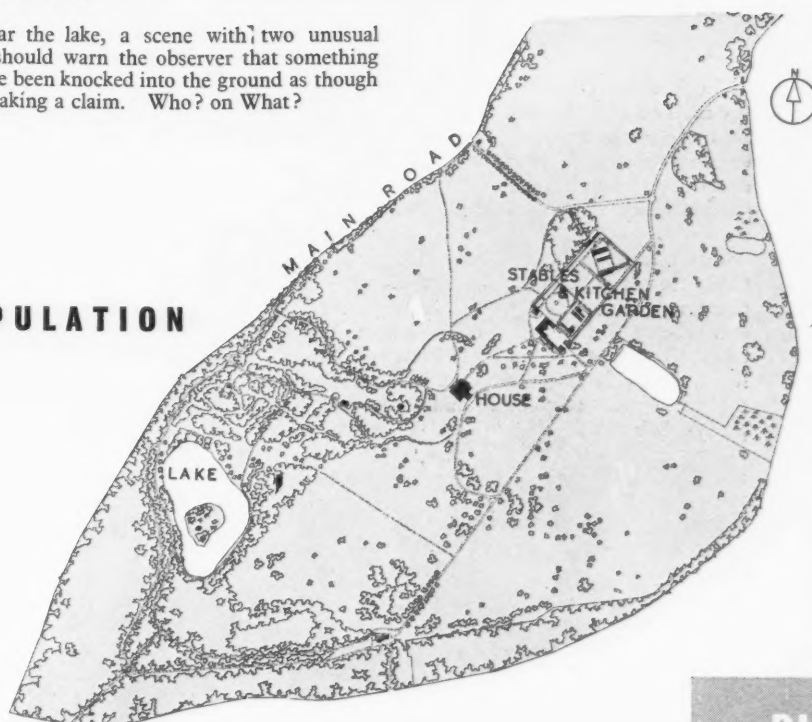 ar the lake, a scene with two unusual
should warn the observer that something
e been knocked into the ground as though
aking a claim. Who? on What?
N
MAIN ROAD
STABLES
& KITCHEN
GARDEN
PULATION
HOUSE
LAKE